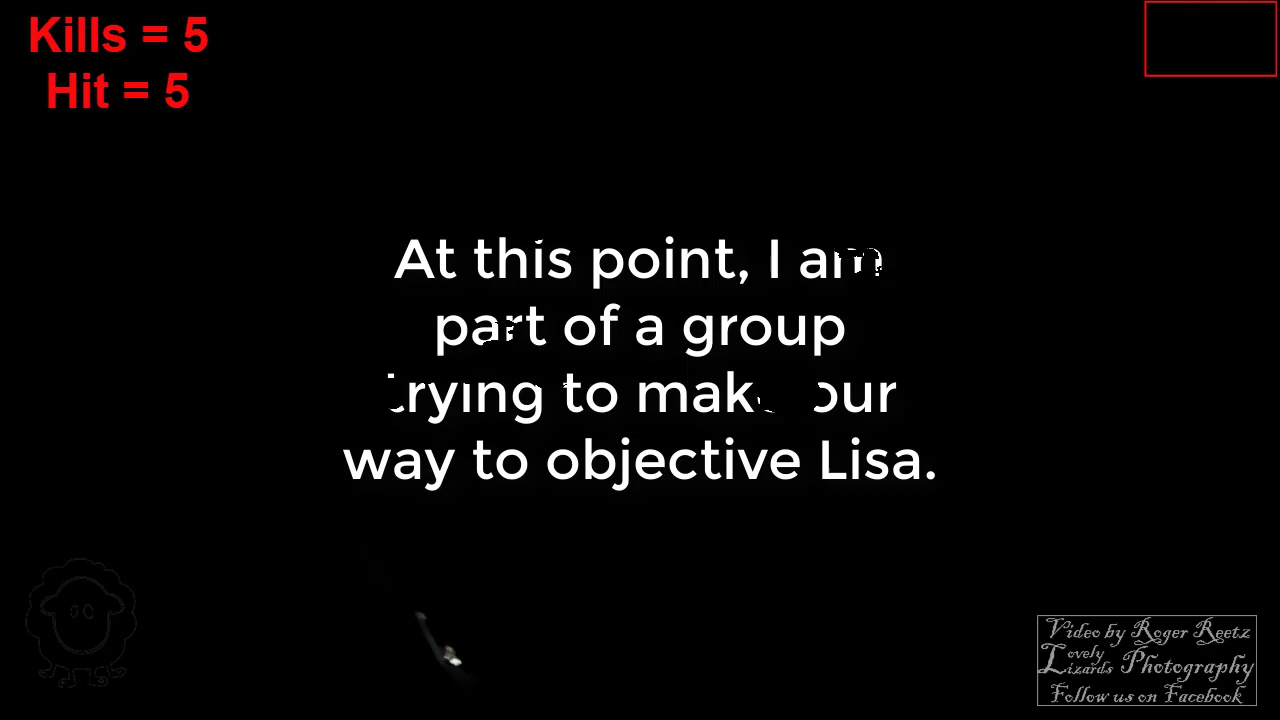 Kills = 5
Hit = 5
At this point, I am
part of a group
trying to make our
way to objective Lisa.
Video by Roger Reetz
Lovely
Lizards Photography
Follow us on Facebook